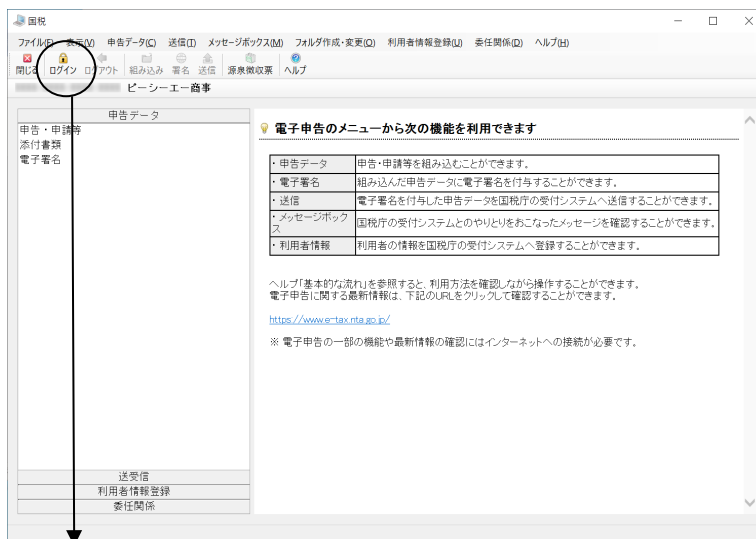 国税
ファイル(F) 表示(V) 申告データ(C) 送信(T) メッセージボックス(M) フォルダ作成・変更(O) 利用者情報登録(U) 委任関係(D) ヘルプ(H)
閉じる ログイン ログアウト 組み込み 署名 送信 源泉徴収票 ヘルプ
ピーシーエー商事
申告データ
申告・申請等
添付書類
電子署名
電子申告のメニューから次の機能を利用できます
・申告データ 申告・申請等を組み込むことができます。
・電子署名 組み込んだ申告データに電子署名を付与することができます。
・送信 電子署名を付与した申告データを国税庁の受付システムへ送信することができます。
・メッセージボックス 国税庁の受付システムとのやりとりをおこなったメッセージを確認することができます。
・利用者情報 利用者の情報を国税庁の受付システムへ登録することができます。
ヘルプ「基本的な流れ」を参照すると、利用方法を確認しながら操作することができます。
電子申告に関する最新情報は、下記のURLをクリックして確認することができます。
https://www.e-tax.nta.go.jp/
※ 電子申告の一部の機能や最新情報の確認にはインターネットへの接続が必要です。
送受信
利用者情報登録
委任関係